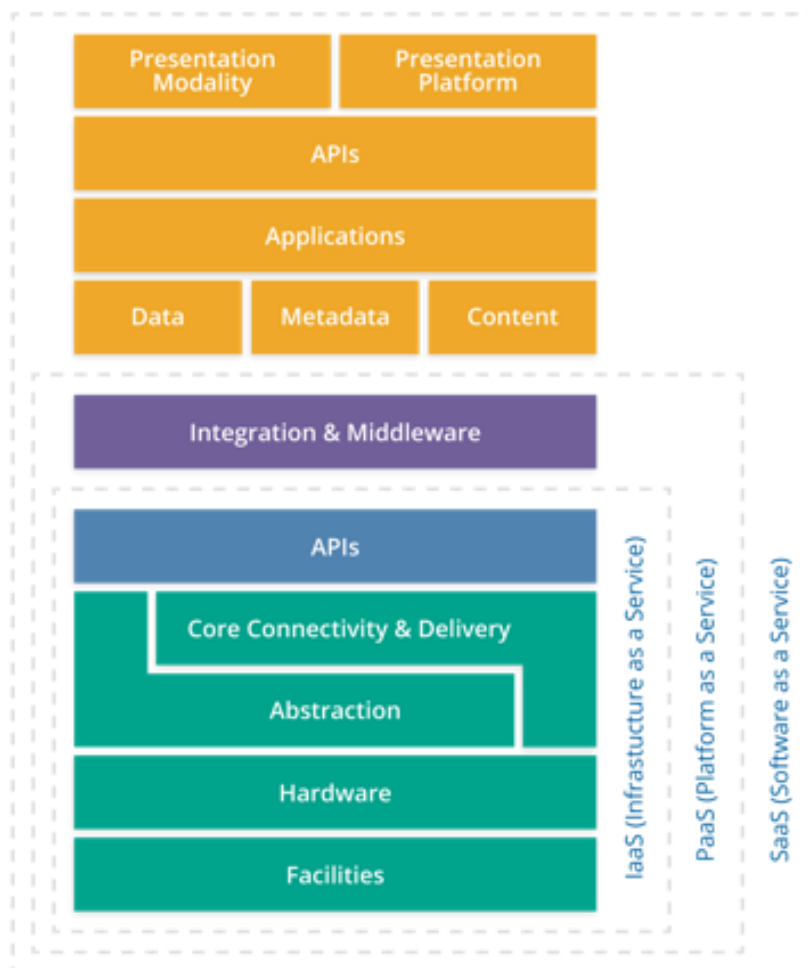 Presentation
Modality
Presentation
Platform
APIs
Applications
Data
Metadata
Content
Integration & Middleware
APIs
Core Connectivity & Delivery
Abstraction
Hardware
Facilities
IaaS (Infrastucture as a Service)
PaaS (Platform as a Service)
SaaS (Software as a Service)